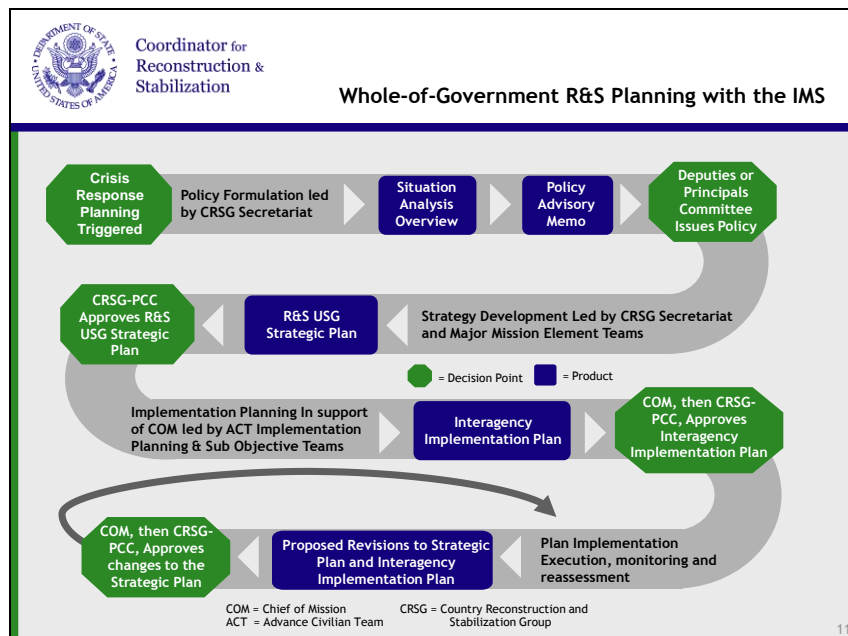 DEPARTMENT OF STATE
UNITED STATES OF AMERICA
Coordinator for
Reconstruction &
Stabilization
Whole-of-Government R&S Planning with the IMS
Crisis
Response
Planning
Triggered
Policy Formulation led
by CRSG Secretariat
Situation
Analysis
Overview
Policy
Advisory
Memo
Deputies or
Principals
Committee
Issues Policy
CRSG-PCC
Approves R&S
USG Strategic
Plan
R&S USG
Strategic Plan
Strategy Development Led by CRSG Secretariat
and Major Mission Element Teams
= Decision Point
= Product
Implementation Planning In support
of COM led by ACT Implementation
Planning & Sub Objective Teams
Interagency
Implementation Plan
COM, then CRSG-
PCC, Approves
Interagency
Implementation Plan
COM, then CRSG-
PCC, Approves
changes to the
Strategic Plan
Proposed Revisions to Strategic
Plan and Interagency
Implementation Plan
Plan Implementation
Execution, monitoring and
reassessment
COM = Chief of Mission
ACT = Advance Civilian Team
CRSG = Country Reconstruction and
Stabilization Group
11